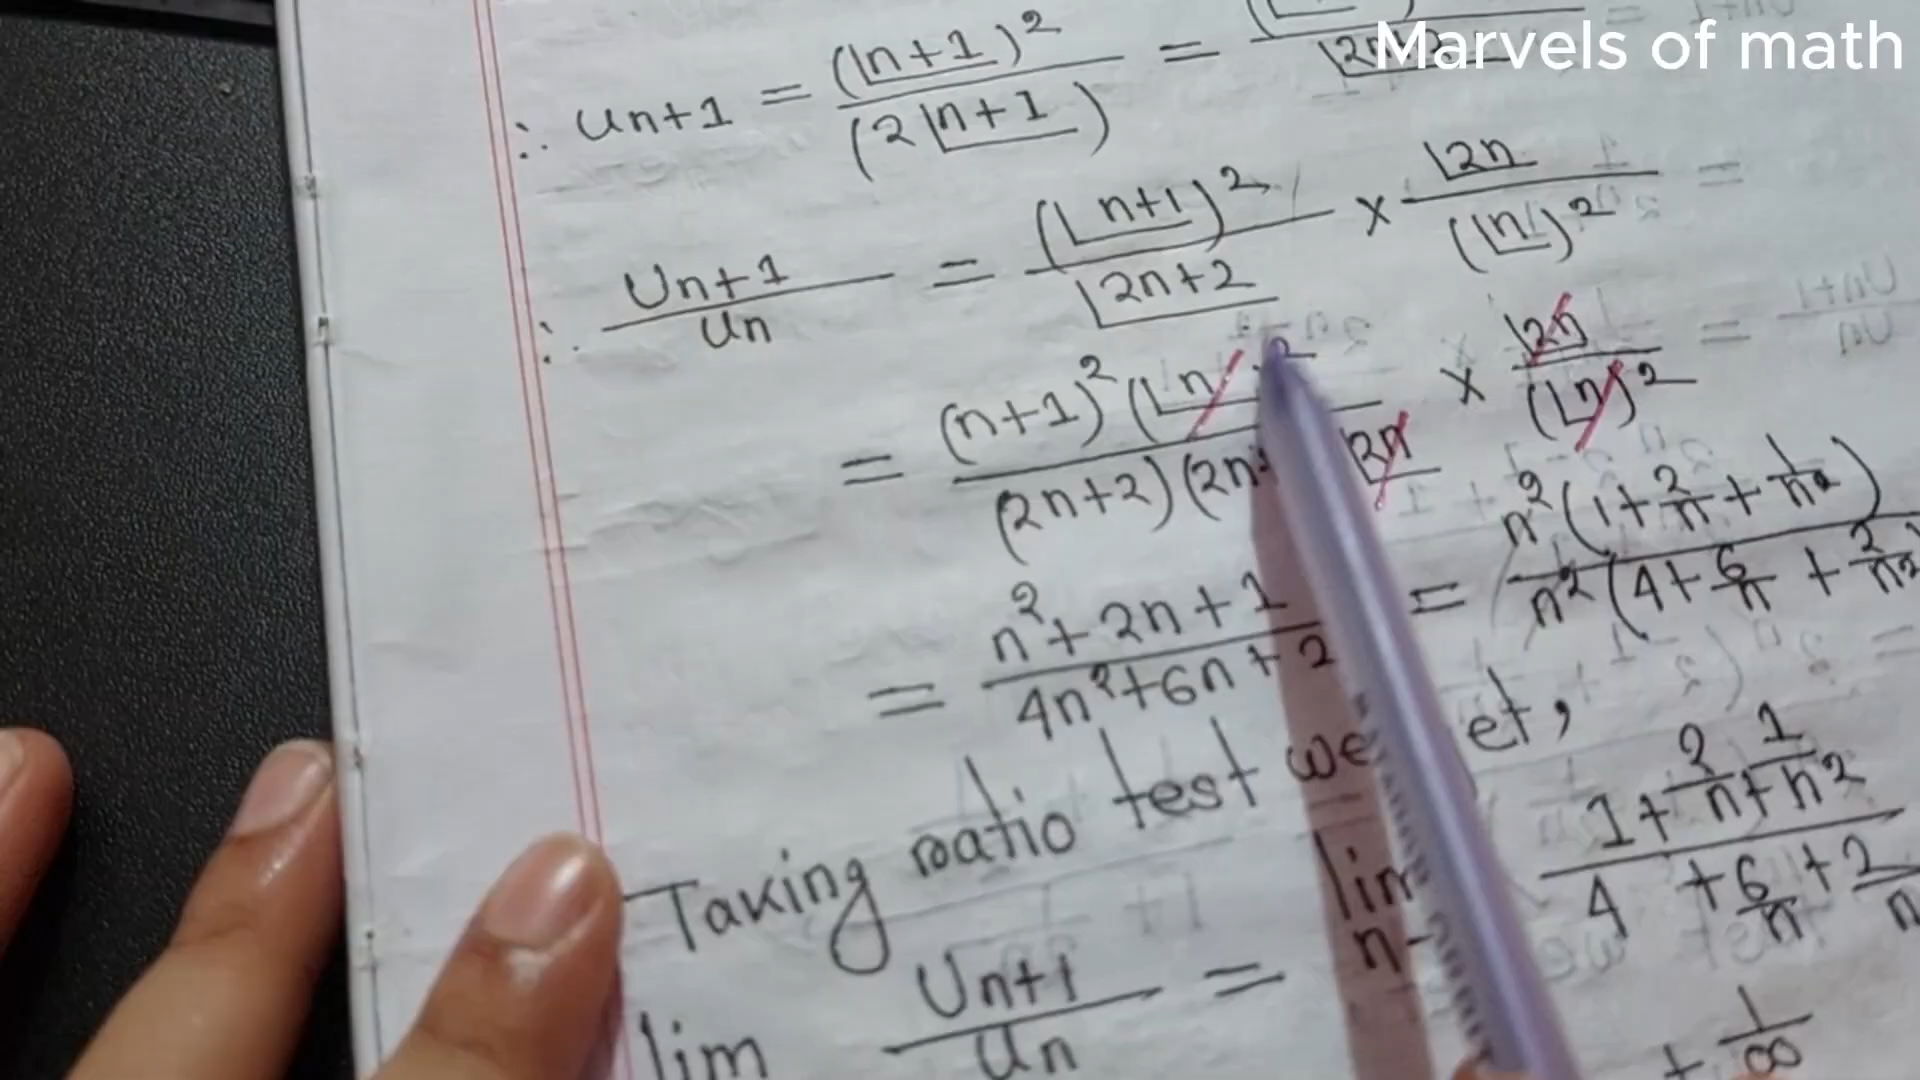 Marvels of math
∴ Un+1 = (⌊n+1)² / (2⌊n+1) =
∴ Un+1 / Un = (⌊n+1)² / ⌊2n+2 × ⌊2n / (⌊n)² 
= (n+1)² (⌊n / (2n+2)(2n ⌊2n × ⌊2n / (⌊n)²
= n²+2n+1 / 4n²+6n+2 = n²(1+2/n+1/n²) / n²(4+6/n+2/n²)
Taking ratio test we et,
lim Un+1 / Un = lim n 1+2/n+1/n² / 4+6/n+2/n
+ 1/∞